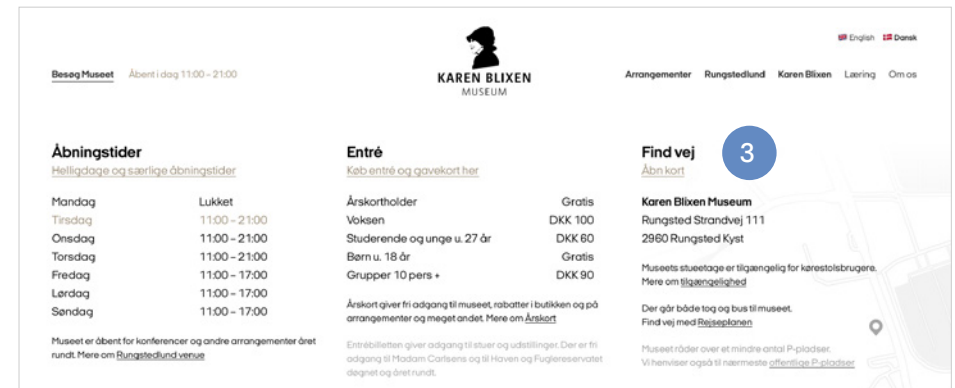 English Dansk
Besøg Museet Åbent i dag 11:00 – 21:00
KAREN BLIXEN
MUSEUM
Arrangementer Rungstedlund Karen Blixen Læring Om os
Åbningstider
Helligdage og særlige åbningstider
Mandag Lukket
Tirsdag 11:00 – 21:00
Onsdag 11:00 – 21:00
Torsdag 11:00 – 21:00
Fredag 11:00 – 17:00
Lørdag 11:00 – 17:00
Søndag 11:00 – 17:00
Museet er åbent for konferencer og andre arrangementer året
rundt. Mere om Rungstedlund venue
Entré
Køb entré og gavekort her
Årskortholder Gratis
Voksen DKK 100
Studerende og unge u. 27 år DKK 60
Børn u. 18 år Gratis
Grupper 10 pers + DKK 90
Årskort giver fri adgang til museet, rabatter i butikken og på
arrangementer og meget andet. Mere om Årskort
Entrébilletten giver adgang til stuer og udstillinger. Der er fri
adgang til Madam Carlsens og til Haven og Fuglereservatet
døgnet og året rundt.
Find vej 3
Åbn kort
Karen Blixen Museum
Rungsted Strandvej 111
2960 Rungsted Kyst
Museets stueetage er tilgængelig for kørestolsbrugere.
Mere om tilgængelighed
Der går både tog og bus til museet.
Find vej med Rejseplanen
Museet råder over et mindre antal P-pladser.
Vi henviser også til nærmeste offentlige P-pladser